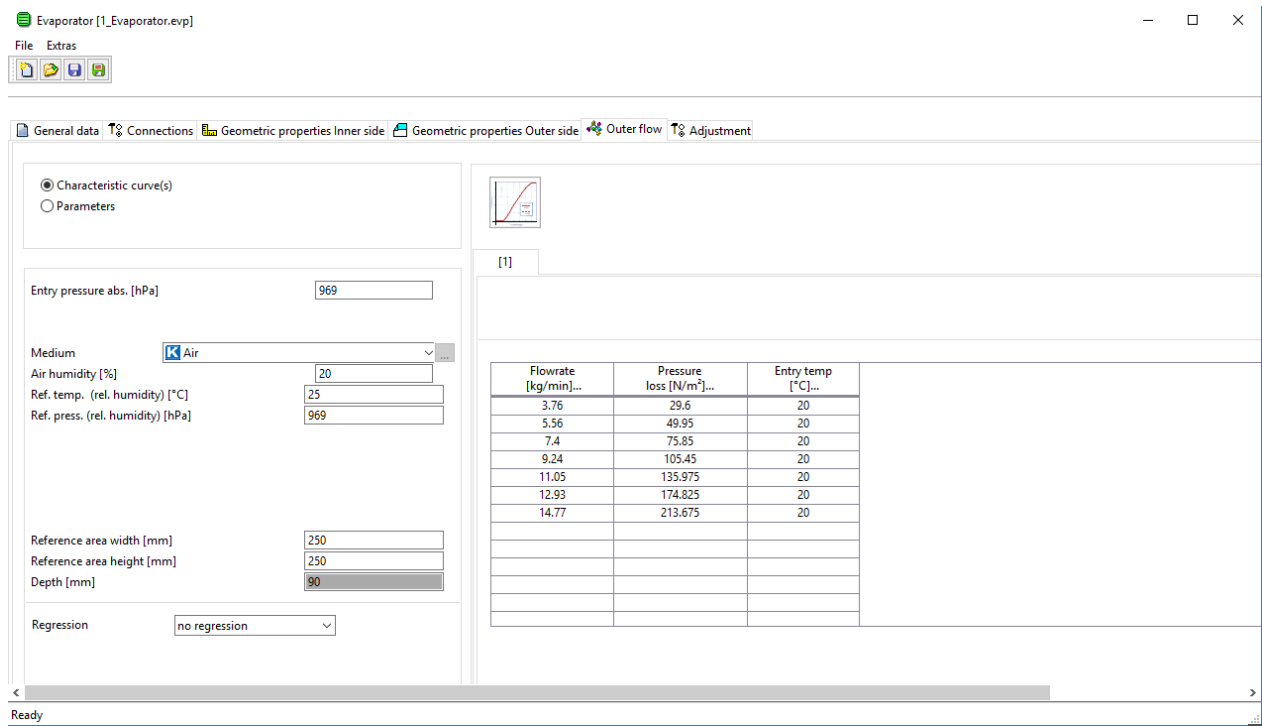 Evaporator [1_Evaporator.evp]
File Extras
General data Connections Geometric properties Inner side Geometric properties Outer side Outer flow Adjustment
Characteristic curve(s)
Parameters
[1]
Entry pressure abs. [hPa] 969
Medium K Air ...
Air humidity [%] 20
Ref. temp. (rel. humidity) [°C] 25
Ref. press. (rel. humidity) [hPa] 969
Reference area width [mm] 250
Reference area height [mm] 250
Depth [mm] 90
Regression no regression
Flowrate Pressure Entry temp
[kg/min]... loss [N/m²]... [°C]...
3.76 29.6 20
5.56 49.95 20
7.4 75.85 20
9.24 105.45 20
11.05 135.975 20
12.93 174.825 20
14.77 213.675 20
Ready